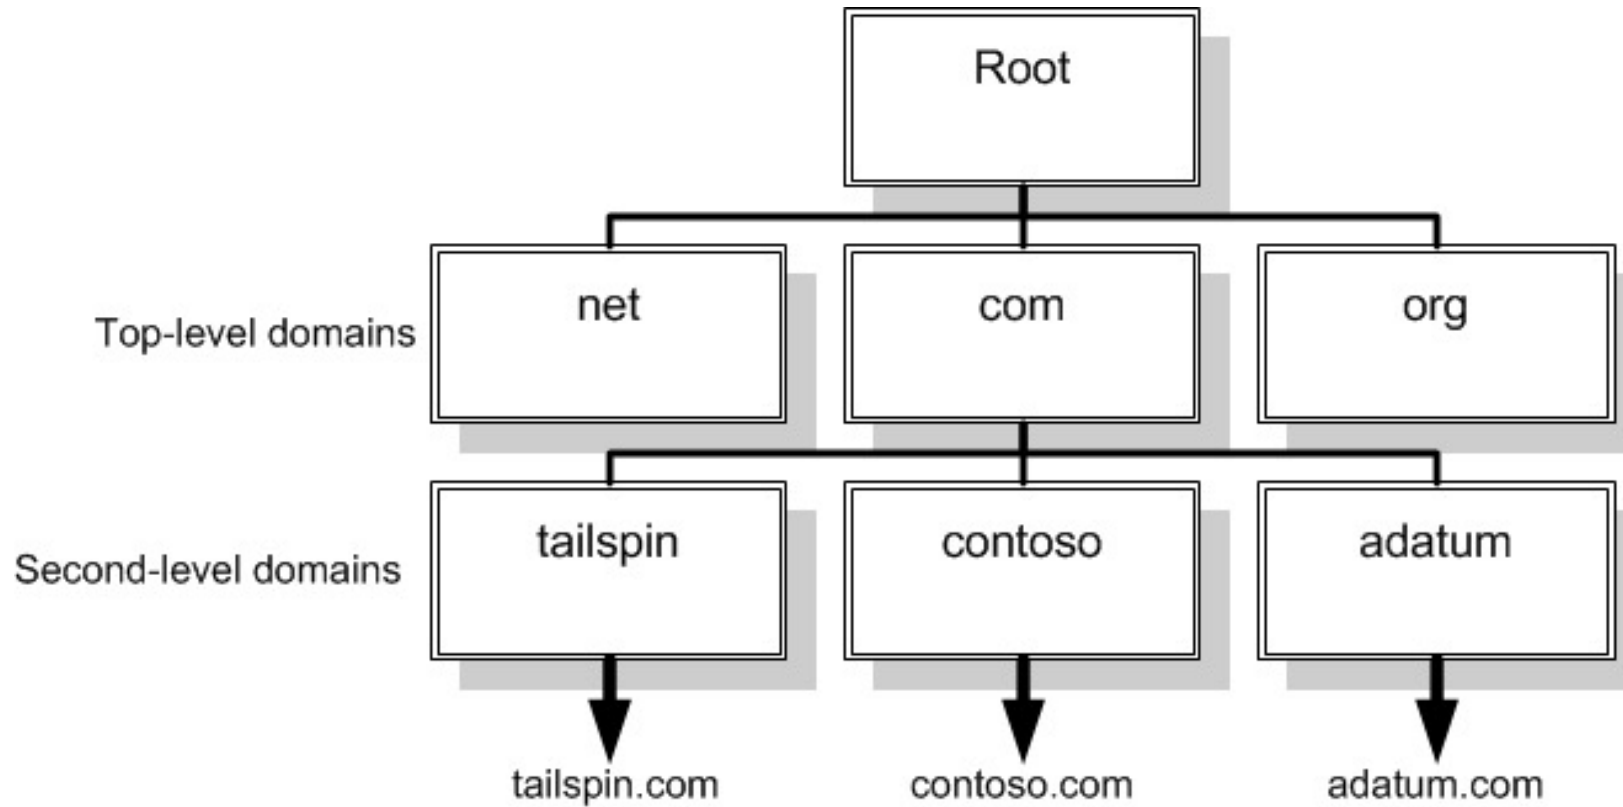 Root
net
com
org
Top-level domains
tailspin
contoso
adatum
Second-level domains
tailspin.com
contoso.com
adatum.com